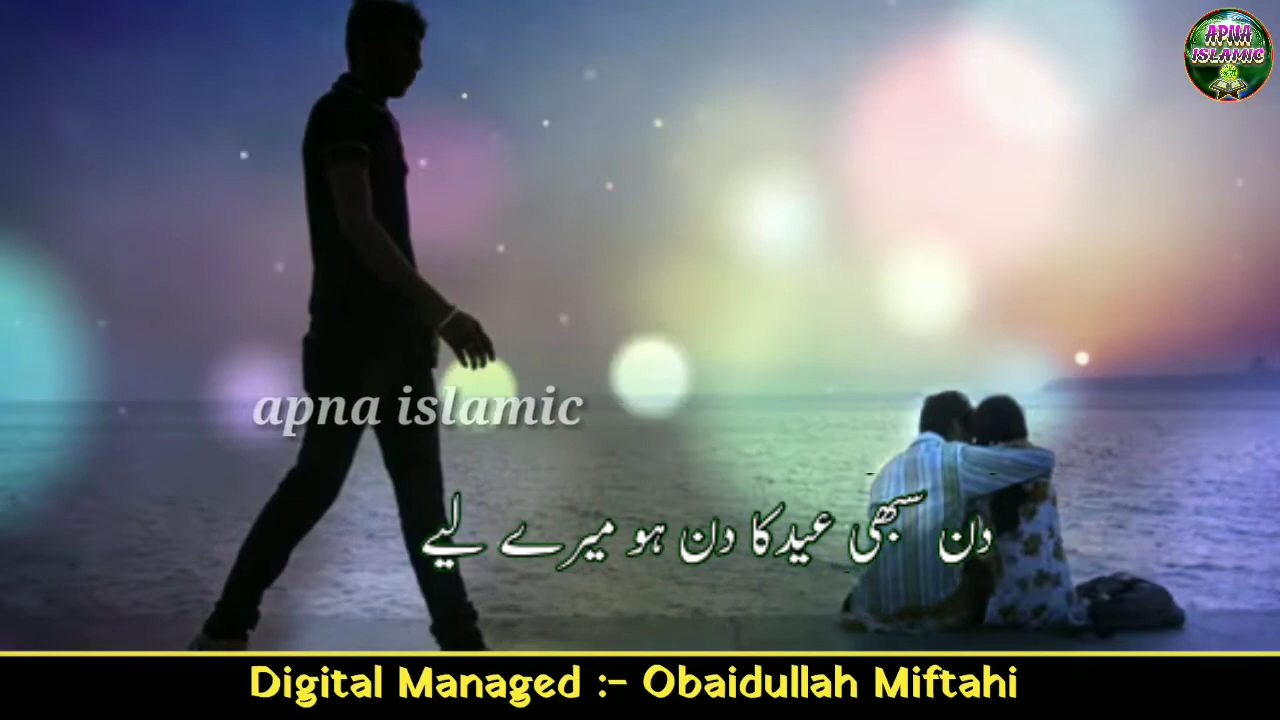 APNA
ISLAMIC
apna islamic
دن سبھی عید کا دن ہو میرے لیے
Digital Managed :- Obaidullah Miftahi